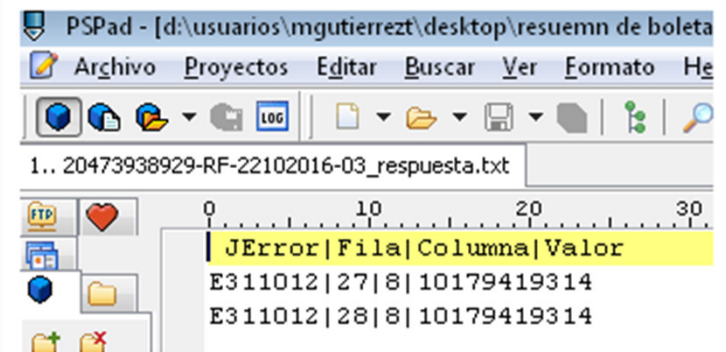 PSPad - [d:\usuarios\mgutierrezt\desktop\resuemn de boleta
Archivo Proyectos Editar Buscar Ver Formato He
LOG
1.. 20473938929-RF-22102016-03_respuesta.txt
FTP
0 10 20 30
JError|Fila|Columna|Valor
E311012|27|8|10179419314
E311012|28|8|10179419314